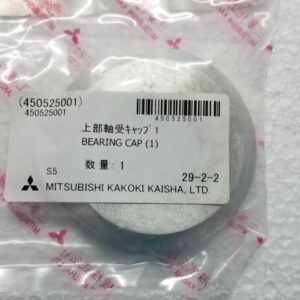 (450525001)
450525001
450525001
上部軸受ｷｬｯﾌﾟ 1
BEARING CAP (1)
数量: 1
S5
29-2-2
MITSUBISHI KAKOKI KAISHA, LTD.